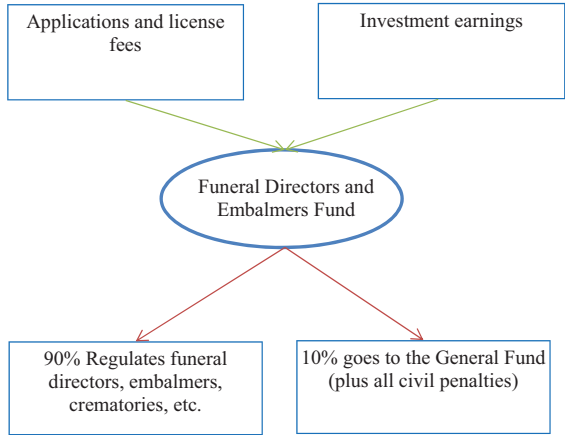 Applications and license
fees
Investment earnings
Funeral Directors and
Embalmers Fund
90% Regulates funeral
directors, embalmers,
crematories, etc.
10% goes to the General Fund
(plus all civil penalties)